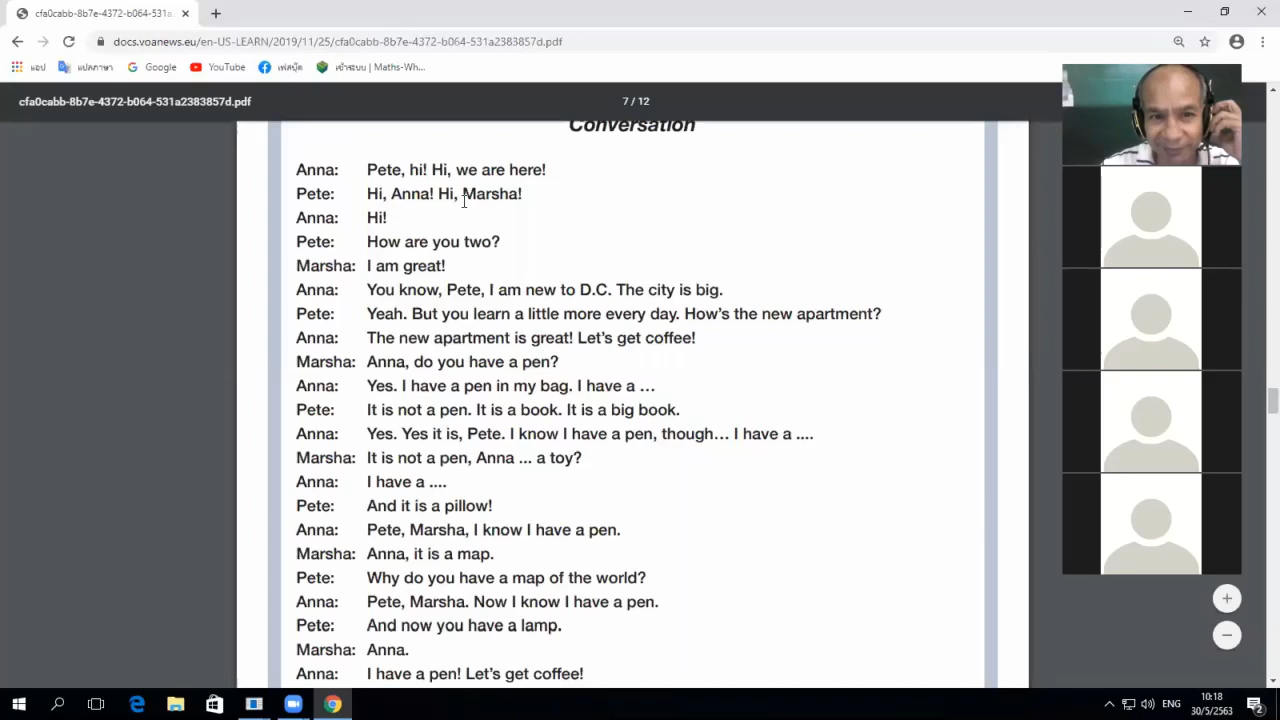 cfa0cabb-8b7e-4372-b064-531a
docs.voanews.eu/en-US-LEARN/2019/11/25/cfa0cabb-8b7e-4372-b064-531a2383857d.pdf
แอป แปลภาษา Google YouTube เฟสบุ๊ค เข้าระบบ | Maths-Wh...
cfa0cabb-8b7e-4372-b064-531a2383857d.pdf
7 / 12
Conversation
Anna: Pete, hi! Hi, we are here!
Pete: Hi, Anna! Hi, Marsha!
Anna: Hi!
Pete: How are you two?
Marsha: I am great!
Anna: You know, Pete, I am new to D.C. The city is big.
Pete: Yeah. But you learn a little more every day. How’s the new apartment?
Anna: The new apartment is great! Let’s get coffee!
Marsha: Anna, do you have a pen?
Anna: Yes. I have a pen in my bag. I have a …
Pete: It is not a pen. It is a book. It is a big book.
Anna: Yes. Yes it is, Pete. I know I have a pen, though… I have a ....
Marsha: It is not a pen, Anna ... a toy?
Anna: I have a ....
Pete: And it is a pillow!
Anna: Pete, Marsha, I know I have a pen.
Marsha: Anna, it is a map.
Pete: Why do you have a map of the world?
Anna: Pete, Marsha. Now I know I have a pen.
Pete: And now you have a lamp.
Marsha: Anna.
Anna: I have a pen! Let’s get coffee!
ENG
10:18
30/5/2563
2